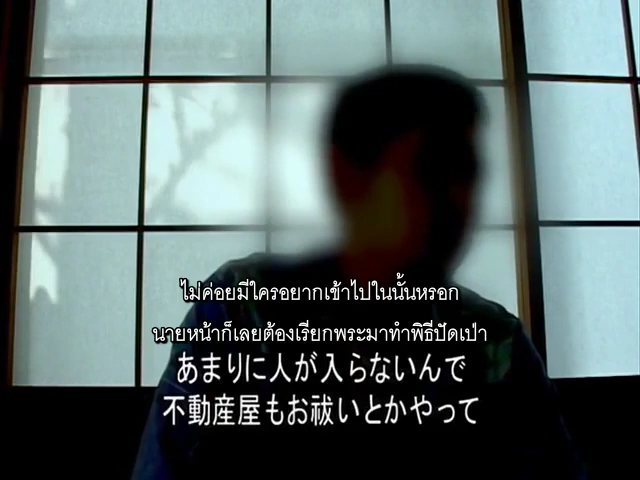 ไม่ค่อยมีใครอยากเข้าไปในนั้นหรอก
นายหน้าก็เลยต้องเรียกพระมาทำพิธีปัดเป่า
あまりに人が入らないんで
不動産屋もお祓いとかやって